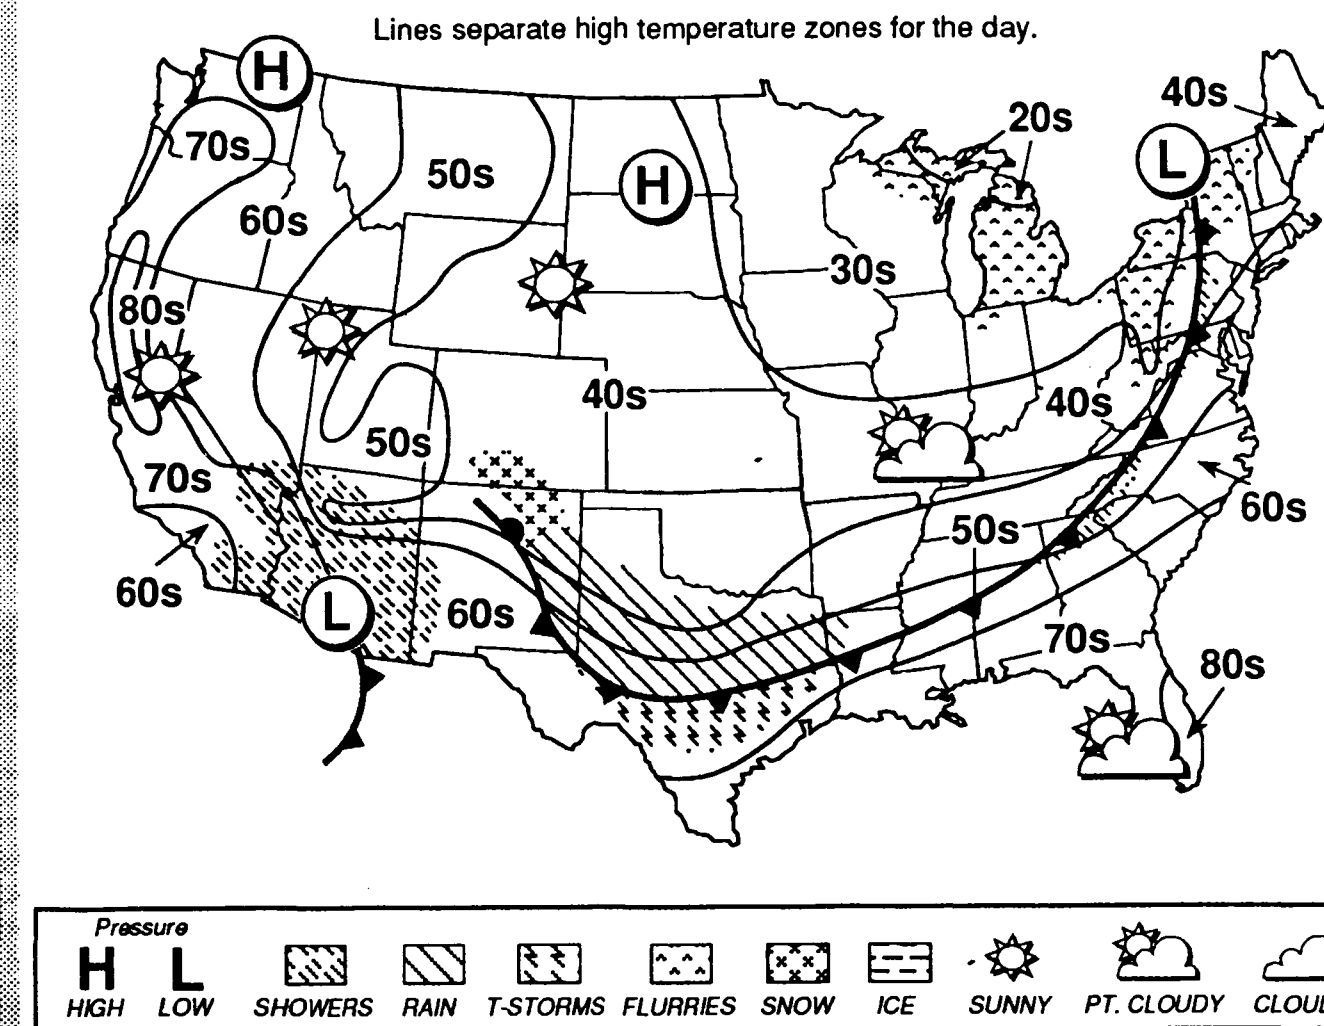 Lines separate high temperature zones for the day.
H
40s
20s
70s
50s
H
L
60s
30s
80s
40s
40s
50s
70s
60s
50s
60s
L
60s
70s
80s
Pressure
H L
HIGH LOW SHOWERS RAIN T-STORMS FLURRIES SNOW ICE SUNNY PT. CLOUDY CLOU